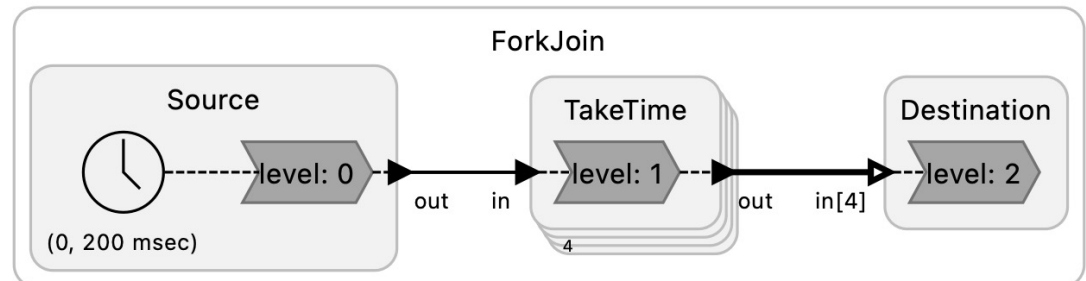 ForkJoin
Source
TakeTime
Destination
level: 0
level: 1
level: 2
out
in
out
in[4]
(0, 200 msec)
4